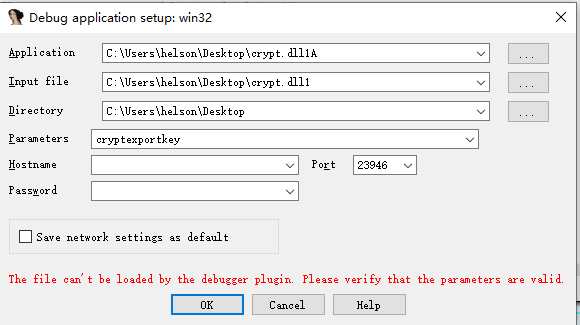 Debug application setup: win32
Application C:\Users\helson\Desktop\crypt.dll1A ...
Input file C:\Users\helson\Desktop\crypt.dll1 ...
Directory C:\Users\helson\Desktop ...
Parameters cryptexportkey
Hostname Port 23946
Password
Save network settings as default
The file can't be loaded by the debugger plugin. Please verify that the parameters are valid.
OK Cancel Help